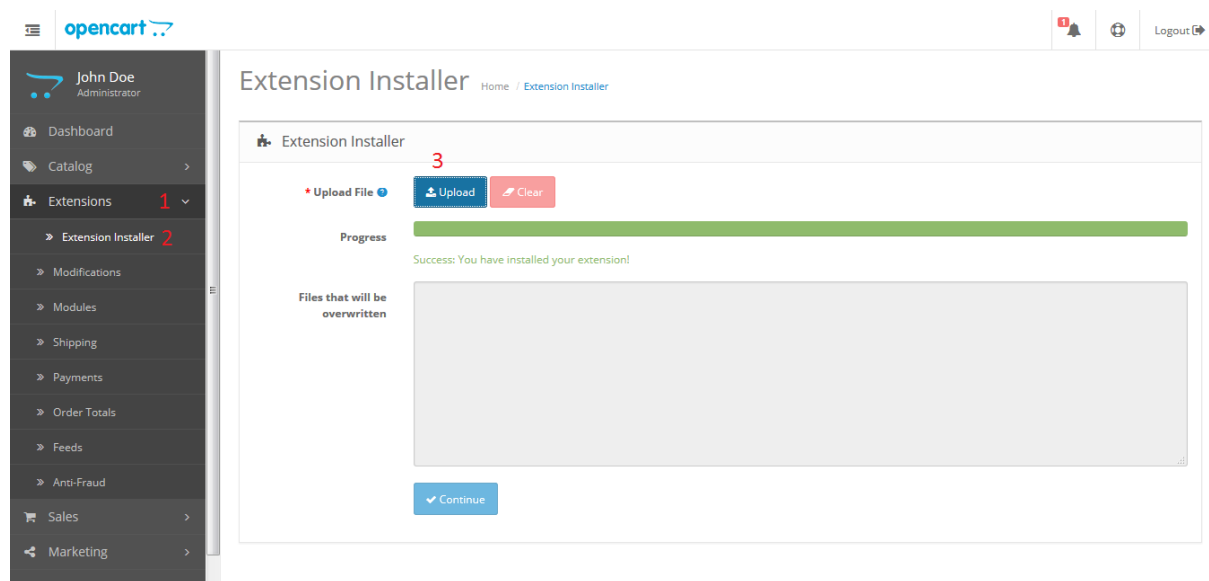 opencart
1
Logout
John Doe
Administrator
Dashboard
Catalog
Extensions 1
Extension Installer 2
Modifications
Modules
Shipping
Payments
Order Totals
Feeds
Anti-Fraud
Sales
Marketing
Extension Installer Home / Extension Installer
Extension Installer
3
* Upload File ? Upload Clear
Progress
Success: You have installed your extension!
Files that will be
overwritten
Continue